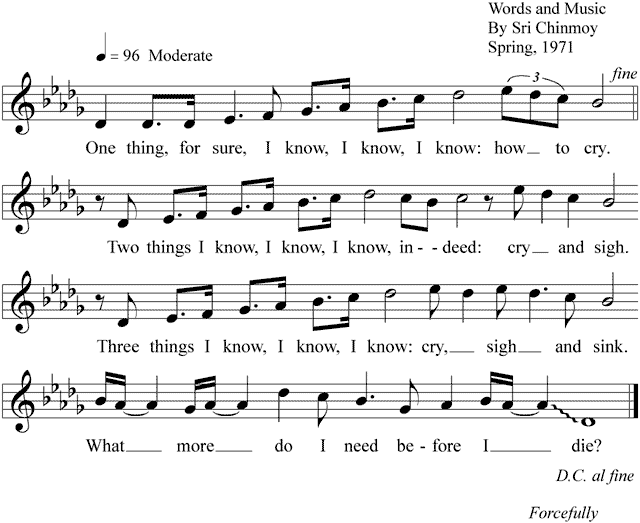 Words and Music
By Sri Chinmoy
Spring, 1971
♩ = 96 Moderate
fine
3
One thing, for sure, I know, I know, I know: how to cry.
Two things I know, I know, I know, in - - deed: cry and sigh.
Three things I know, I know, I know: cry, sigh and sink.
What more do I need be - fore I die?
D.C. al fine
Forcefully